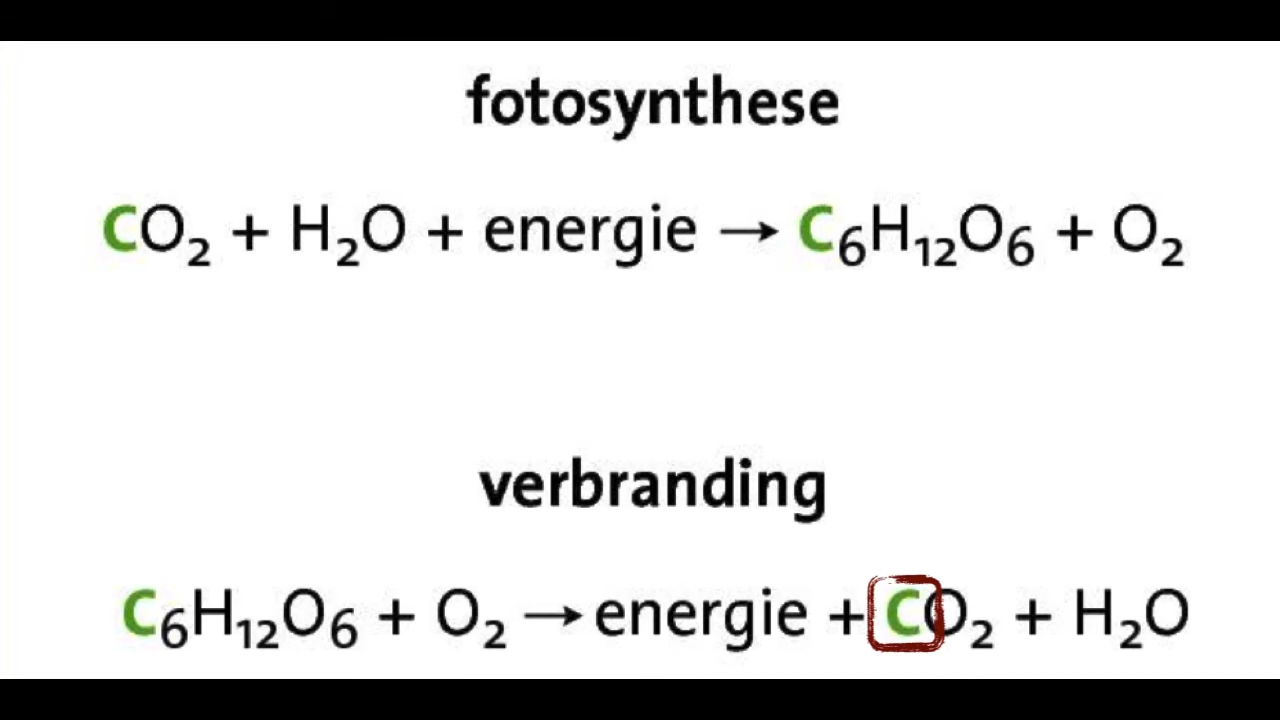 fotosynthese
CO₂ + H₂O + energie → C₆H₁₂O₆ + O₂
verbranding
C₆H₁₂O₆ + O₂ → energie + CO₂ + H₂O